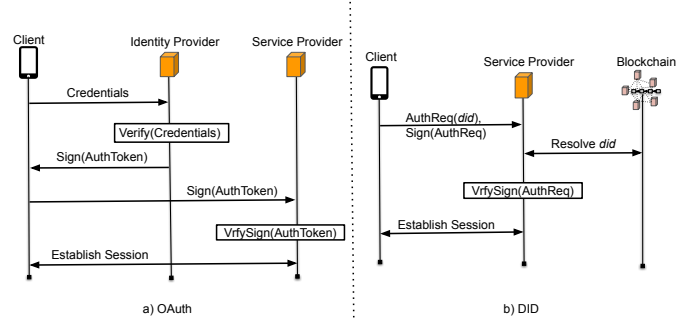 Client
Identity Provider
Service Provider
Credentials
Verify(Credentials)
Sign(AuthToken)
Sign(AuthToken)
VrfySign(AuthToken)
Establish Session
a) OAuth
Client
Service Provider
Blockchain
AuthReq(did),
Sign(AuthReq)
Resolve did
VrfySign(AuthReq)
Establish Session
b) DID